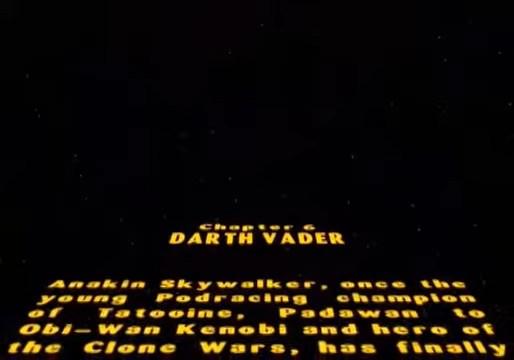 Chapter 6
DARTH VADER
Anakin Skywalker, once the
young Podracing champion
of Tatooine, Padawan to
Obi-Wan Kenobi and hero of
the Clone Wars, has finally